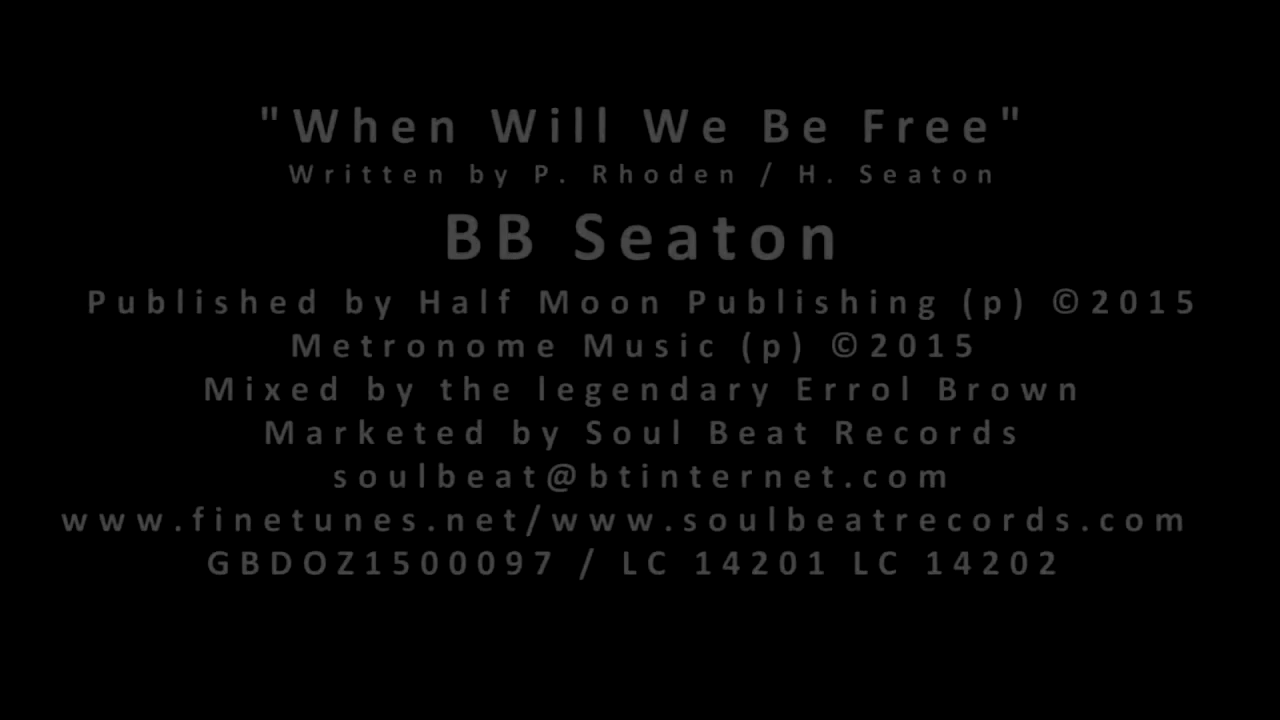 "When Will We Be Free"
Written by P. Rhoden / H. Seaton
BB Seaton
Published by Half Moon Publishing (p) ©2015
Metronome Music (p) ©2015
Mixed by the legendary Errol Brown
Marketed by Soul Beat Records
soulbeat@btinternet.com
www.finetunes.net/www.soulbeatrecords.com
GBDOZ1500097 / LC 14201 LC 14202